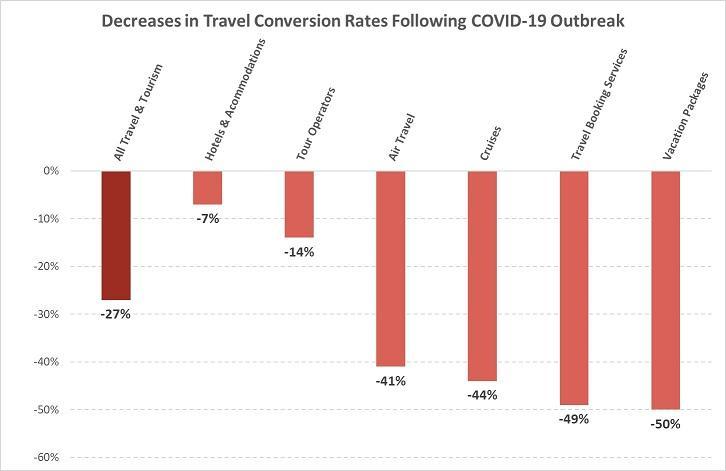 Decreases in Travel Conversion Rates Following COVID-19 Outbreak
All Travel & Tourism
Hotels & Acommodations
Tour Operators
Air Travel
Cruises
Travel Booking Services
Vacation Packages
0%
-10%
-20%
-30%
-40%
-50%
-60%
-27%
-7%
-14%
-41%
-44%
-49%
-50%